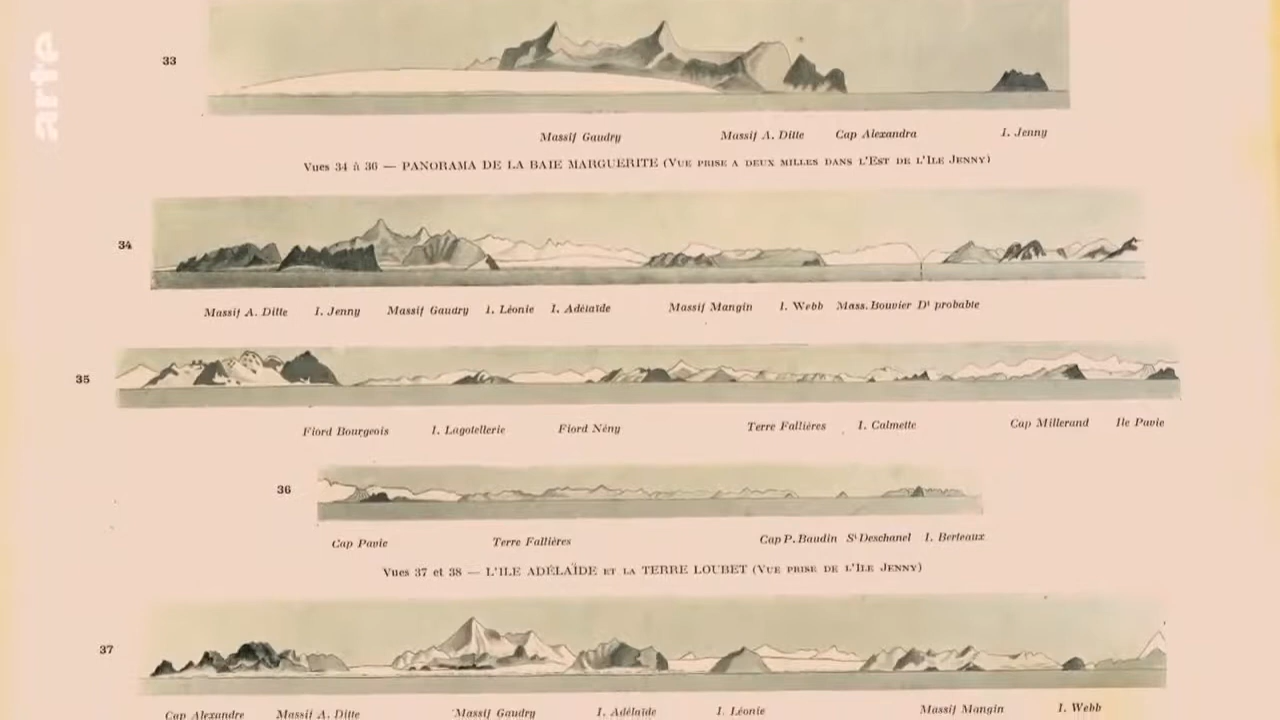 arte
33
Massif Gaudry Massif A. Ditte Cap Alexandra I. Jenny
Vues 34 à 36 — PANORAMA DE LA BAIE MARGUERITE (Vue prise a deux milles dans l'Est de l'Ile Jenny)
34
Massif A. Ditte I. Jenny Massif Gaudry I. Léonie I. Adélaïde Massif Mangin I. Webb Mass. Bouvier Dt probable
35
Fiord Bourgeois I. Lagotellerie Fiord Nény Terre Fallières I. Calmette Cap Millerand Ile Pavie
36
Cap Pavie Terre Fallières Cap P. Baudin St Deschanel I. Berteaux
Vues 37 et 38 — L'ILE ADÉLAÏDE et la TERRE LOUBET (Vue prise de l'Ile Jenny)
37
Cap Alexandre Massif A. Ditte Massif Gaudry I. Adélaïde I. Léonie Massif Mangin I. Webb